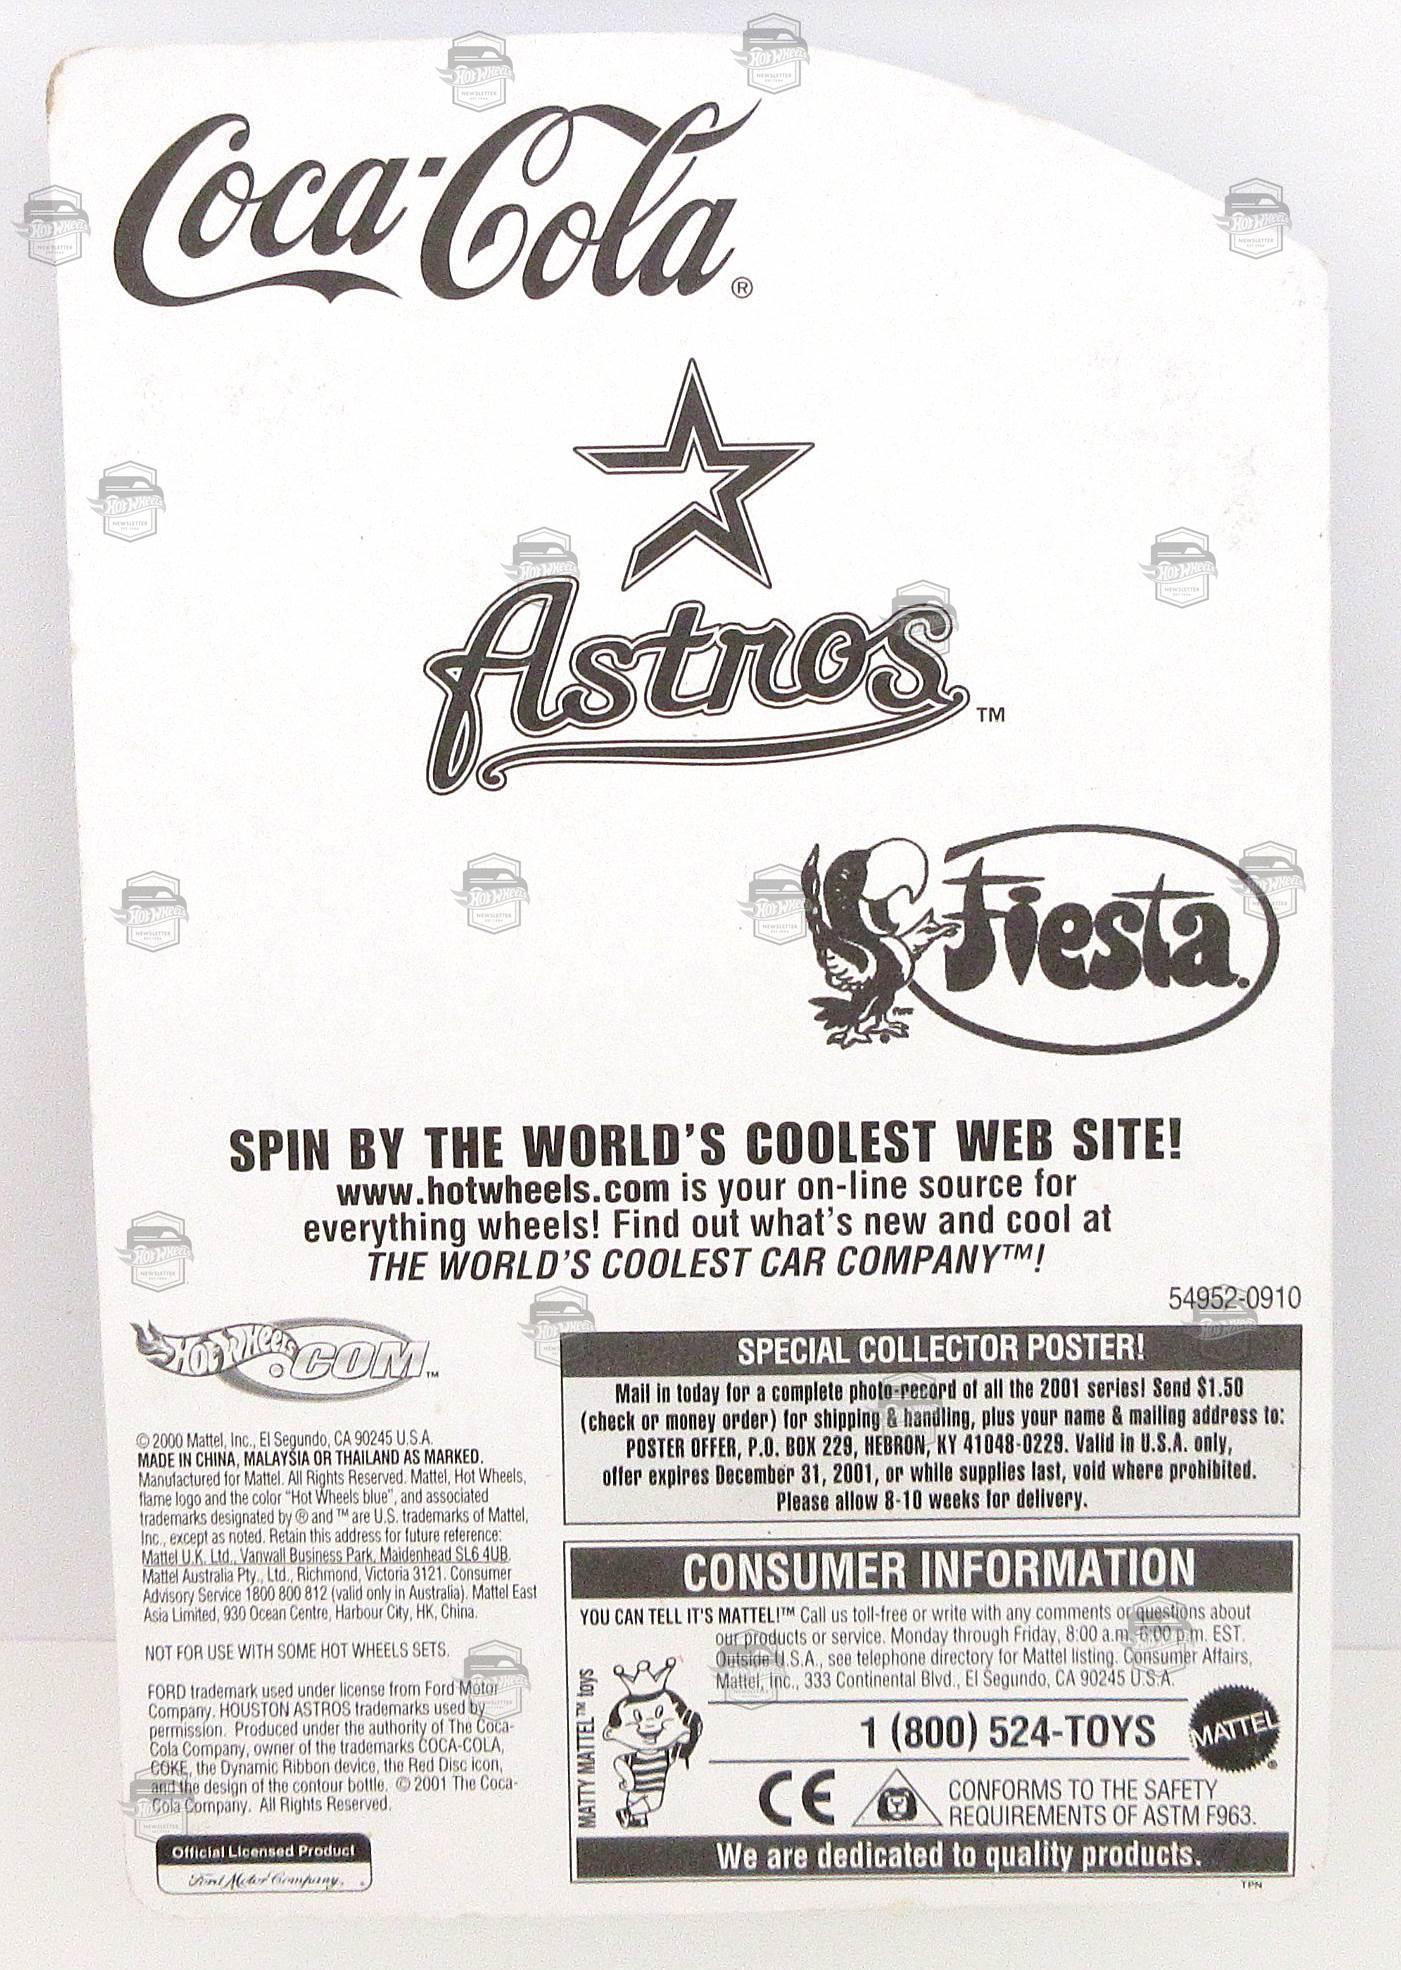 Coca-Cola®
Astros™
Fiesta.
SPIN BY THE WORLD'S COOLEST WEB SITE!
www.hotwheels.com is your on-line source for
everything wheels! Find out what's new and cool at
THE WORLD'S COOLEST CAR COMPANY™!
54952-0910
HOT WHEELS.COM™
© 2000 Mattel, Inc., El Segundo, CA 90245 U.S.A.
MADE IN CHINA, MALAYSIA OR THAILAND AS MARKED.
Manufactured for Mattel. All Rights Reserved. Mattel, Hot Wheels,
flame logo and the color "Hot Wheels blue", and associated
trademarks designated by ® and ™ are U.S. trademarks of Mattel,
Inc., except as noted. Retain this address for future reference:
Mattel U.K. Ltd., Vanwall Business Park, Maidenhead SL6 4UB.
Mattel Australia Pty., Ltd., Richmond, Victoria 3121. Consumer
Advisory Service 1800 800 812 (valid only in Australia). Mattel East
Asia Limited, 930 Ocean Centre, Harbour City, HK, China.
NOT FOR USE WITH SOME HOT WHEELS SETS.
FORD trademark used under license from Ford Motor
Company. HOUSTON ASTROS trademarks used by
permission. Produced under the authority of The Coca-
Cola Company, owner of the trademarks COCA-COLA,
COKE, the Dynamic Ribbon device, the Red Disc icon,
and the design of the contour bottle. © 2001 The Coca-
Cola Company. All Rights Reserved.
Official Licensed Product
Ford Motor Company.
SPECIAL COLLECTOR POSTER!
Mail in today for a complete photo-record of all the 2001 series! Send $1.50
(check or money order) for shipping & handling, plus your name & mailing address to:
POSTER OFFER, P.O. BOX 229, HEBRON, KY 41048-0229. Valid in U.S.A. only,
offer expires December 31, 2001, or while supplies last, void where prohibited.
Please allow 8-10 weeks for delivery.
CONSUMER INFORMATION
YOU CAN TELL IT'S MATTEL!™ Call us toll-free or write with any comments or questions about
our products or service. Monday through Friday, 8:00 a.m. 6:00 p.m. EST.
Outside U.S.A., see telephone directory for Mattel listing. Consumer Affairs,
Mattel, Inc., 333 Continental Blvd., El Segundo, CA 90245 U.S.A.
MATTY MATTEL™ toys
1 (800) 524-TOYS
MATTEL®
CE
CONFORMS TO THE SAFETY
REQUIREMENTS OF ASTM F963.
We are dedicated to quality products.
TPN